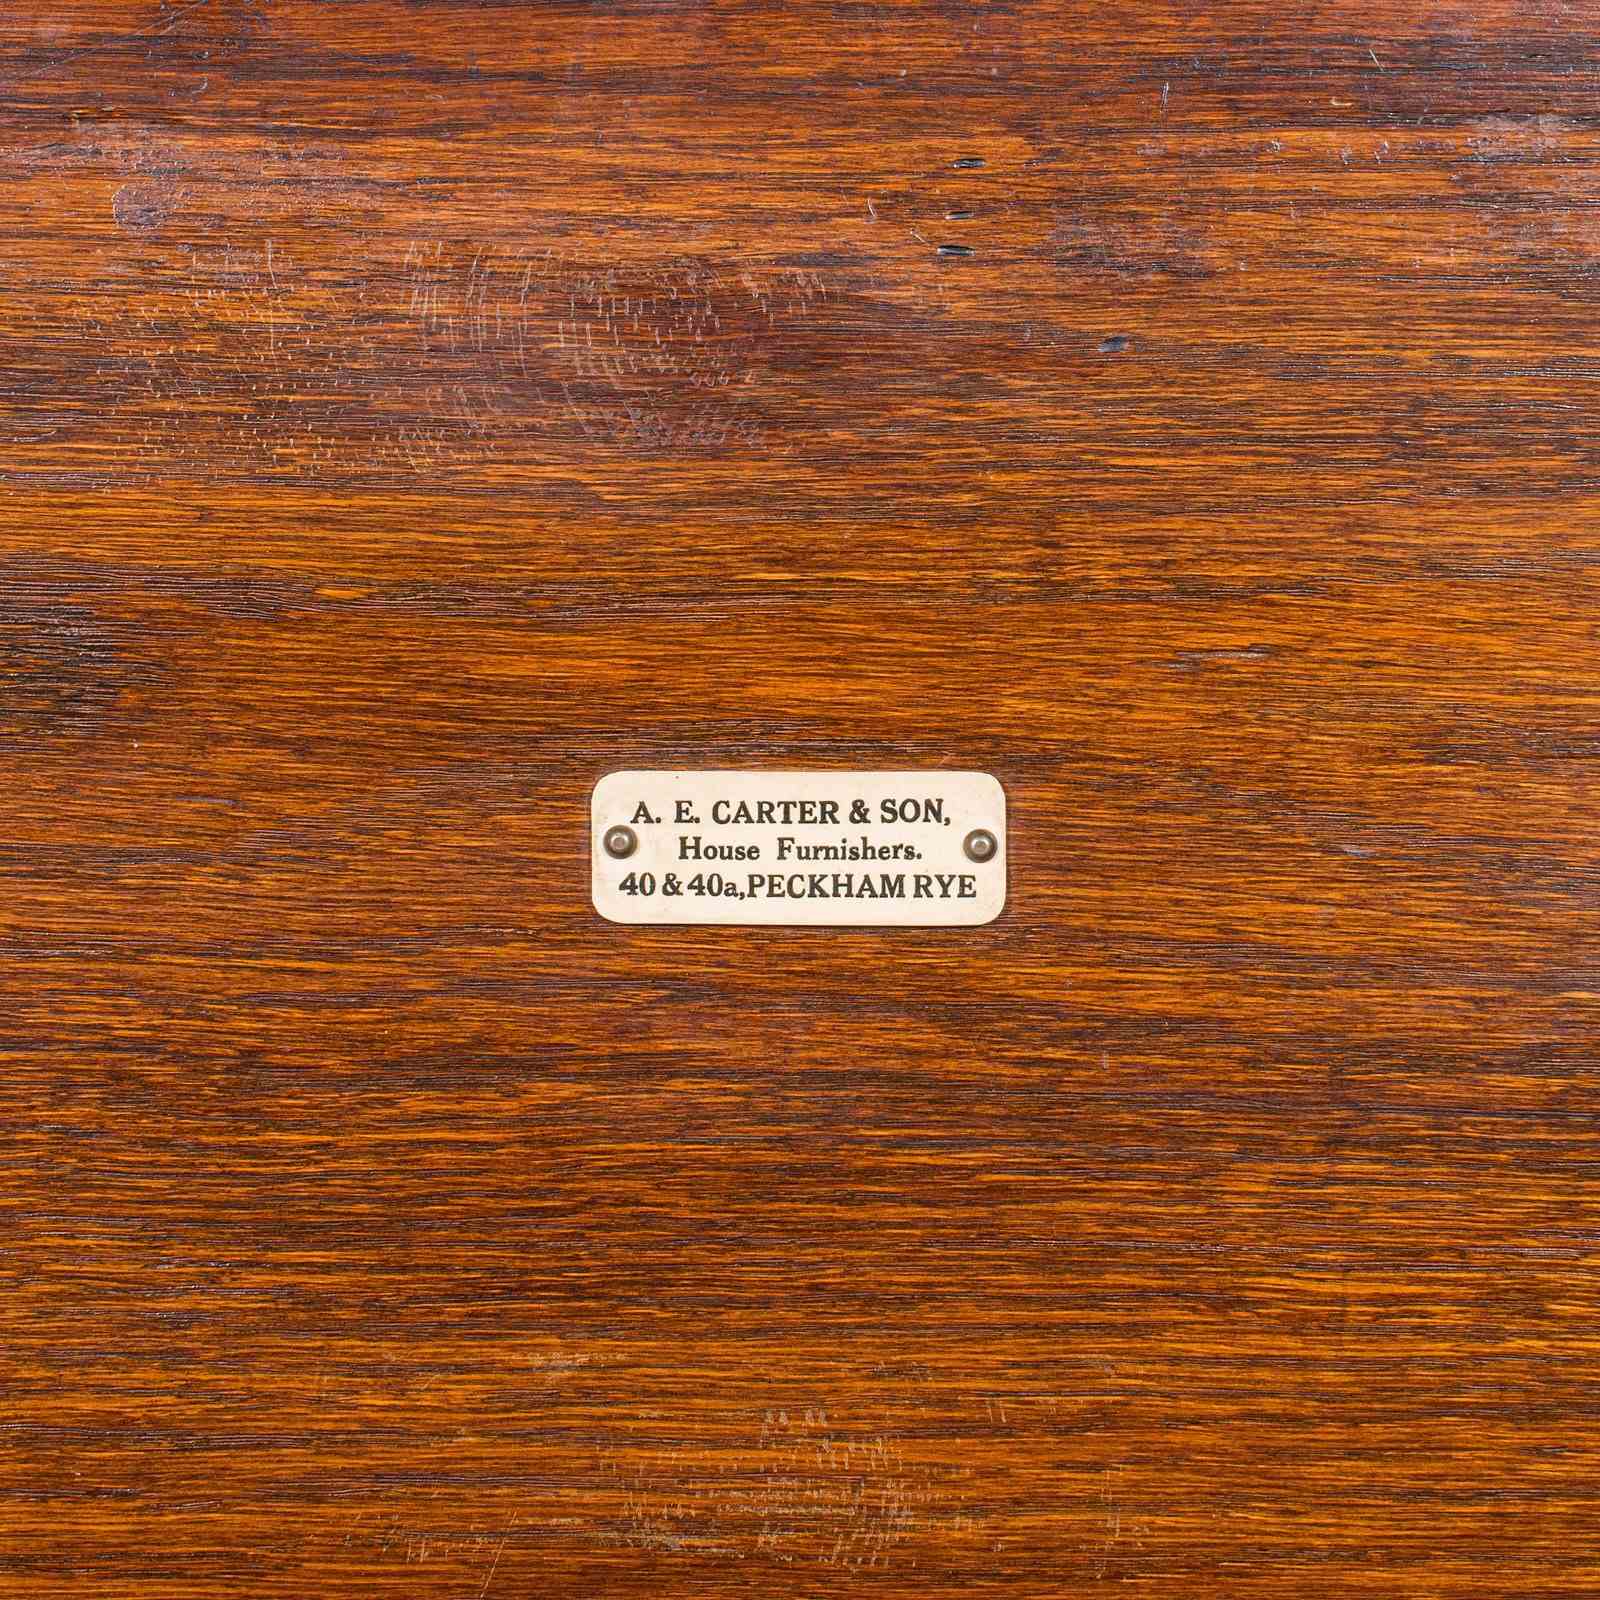 A. E. CARTER & SON,
House Furnishers.
40 & 40a, PECKHAM RYE